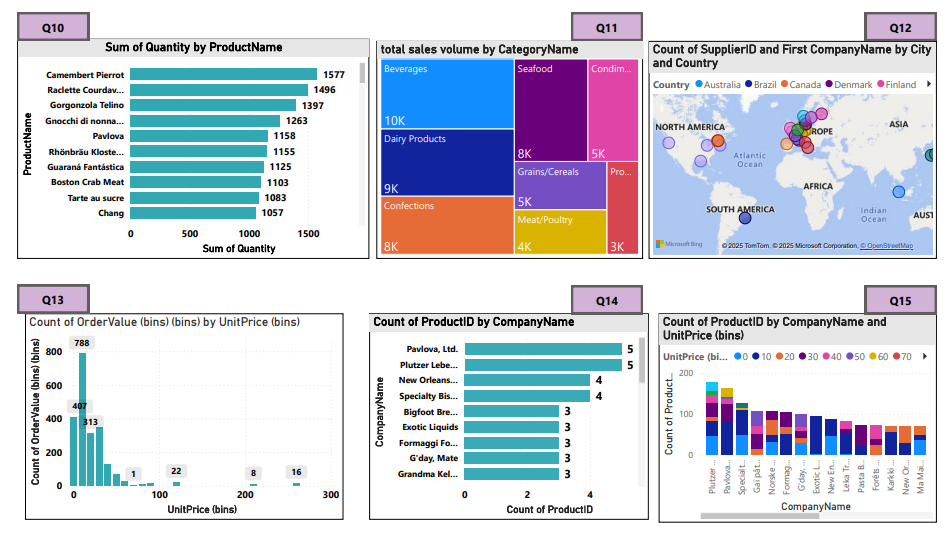 Q10
Sum of Quantity by ProductName
ProductName
Camembert Pierrot 1577
Raclette Courdav... 1496
Gorgonzola Telino 1397
Gnocchi di nonna... 1263
Pavlova 1158
Rhönbräu Kloste... 1155
Guaraná Fantástica 1125
Boston Crab Meat 1103
Tarte au sucre 1083
Chang 1057
0 500 1000 1500
Sum of Quantity
Q11
total sales volume by CategoryName
Beverages
10K
Dairy Products
9K
Confections
8K
Seafood
8K
Condim...
5K
Grains/Cereals
5K
Meat/Poultry
4K
Pro...
3K
Q12
Count of SupplierID and First CompanyName by City
and Country
Country Australia Brazil Canada Denmark Finland
NORTH AMERICA
ASIA
Atlantic
Ocean
AFRICA
SOUTH AMERICA
Indian
Ocean
Microsoft Bing
© 2025 TomTom, © 2025 Microsoft Corporation, © OpenStreetMap
Q13
Count of OrderValue (bins) (bins) by UnitPrice (bins)
Count of OrderValue (bins) (bins)
800
600
400
200
0
788
407
313
1
22
8
16
0 100 200 300
UnitPrice (bins)
Q14
Count of ProductID by CompanyName
CompanyName
Pavlova, Ltd. 5
Plutzer Lebe... 5
New Orleans... 4
Specialty Bis... 4
Bigfoot Bre... 3
Exotic Liquids 3
Formaggi Fo... 3
G'day, Mate 3
Grandma Kel... 3
0 2 4
Count of ProductID
Q15
Count of ProductID by CompanyName and
UnitPrice (bins)
UnitPrice (bi... 0 10 20 30 40 50 60 70
Count of Product...
200
100
0
Plutzer ...
Pavlova...
Specialt...
Gai pât...
Norske ...
Formag...
G'day, ...
Exotic L...
New En...
Leka Tr...
Pasta B...
Forêts ...
Karkki ...
New Or...
Ma Mai...
CompanyName